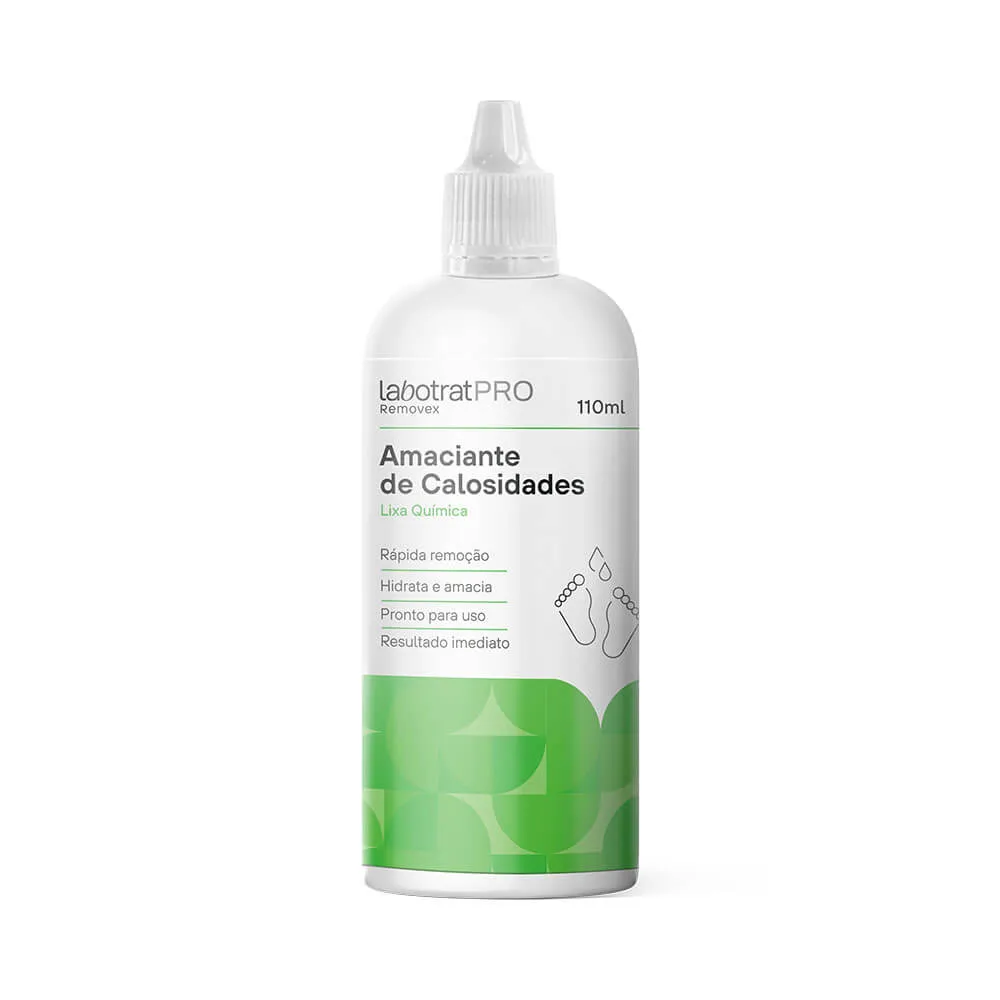 labotratPRO
Removex
110ml
Amaciante
de Calosidades
Lixa Química
Rápida remoção
Hidrata e amacia
Pronto para uso
Resultado imediato